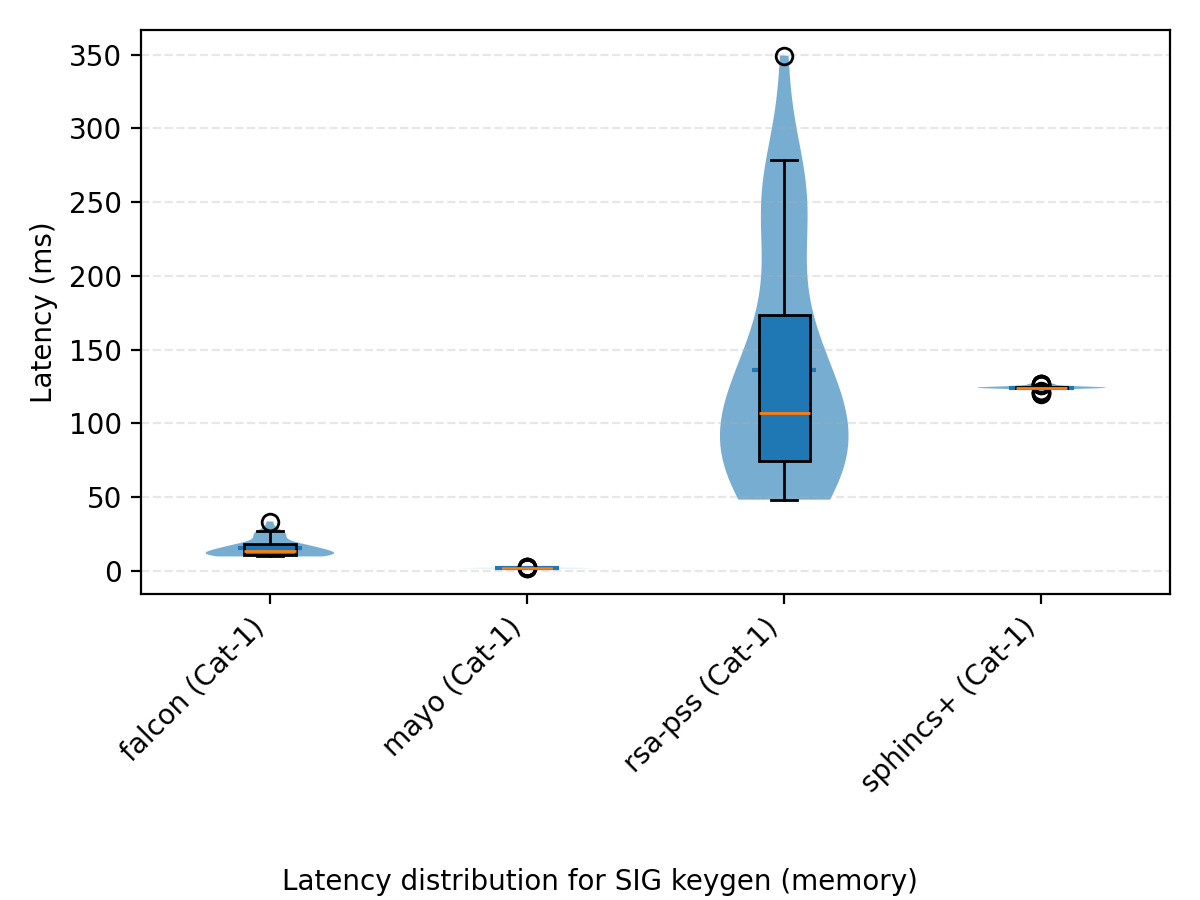 350
300
250
200
150
100
50
0
Latency (ms)
falcon (Cat-1)
mayo (Cat-1)
rsa-pss (Cat-1)
sphincs+ (Cat-1)
Latency distribution for SIG keygen (memory)